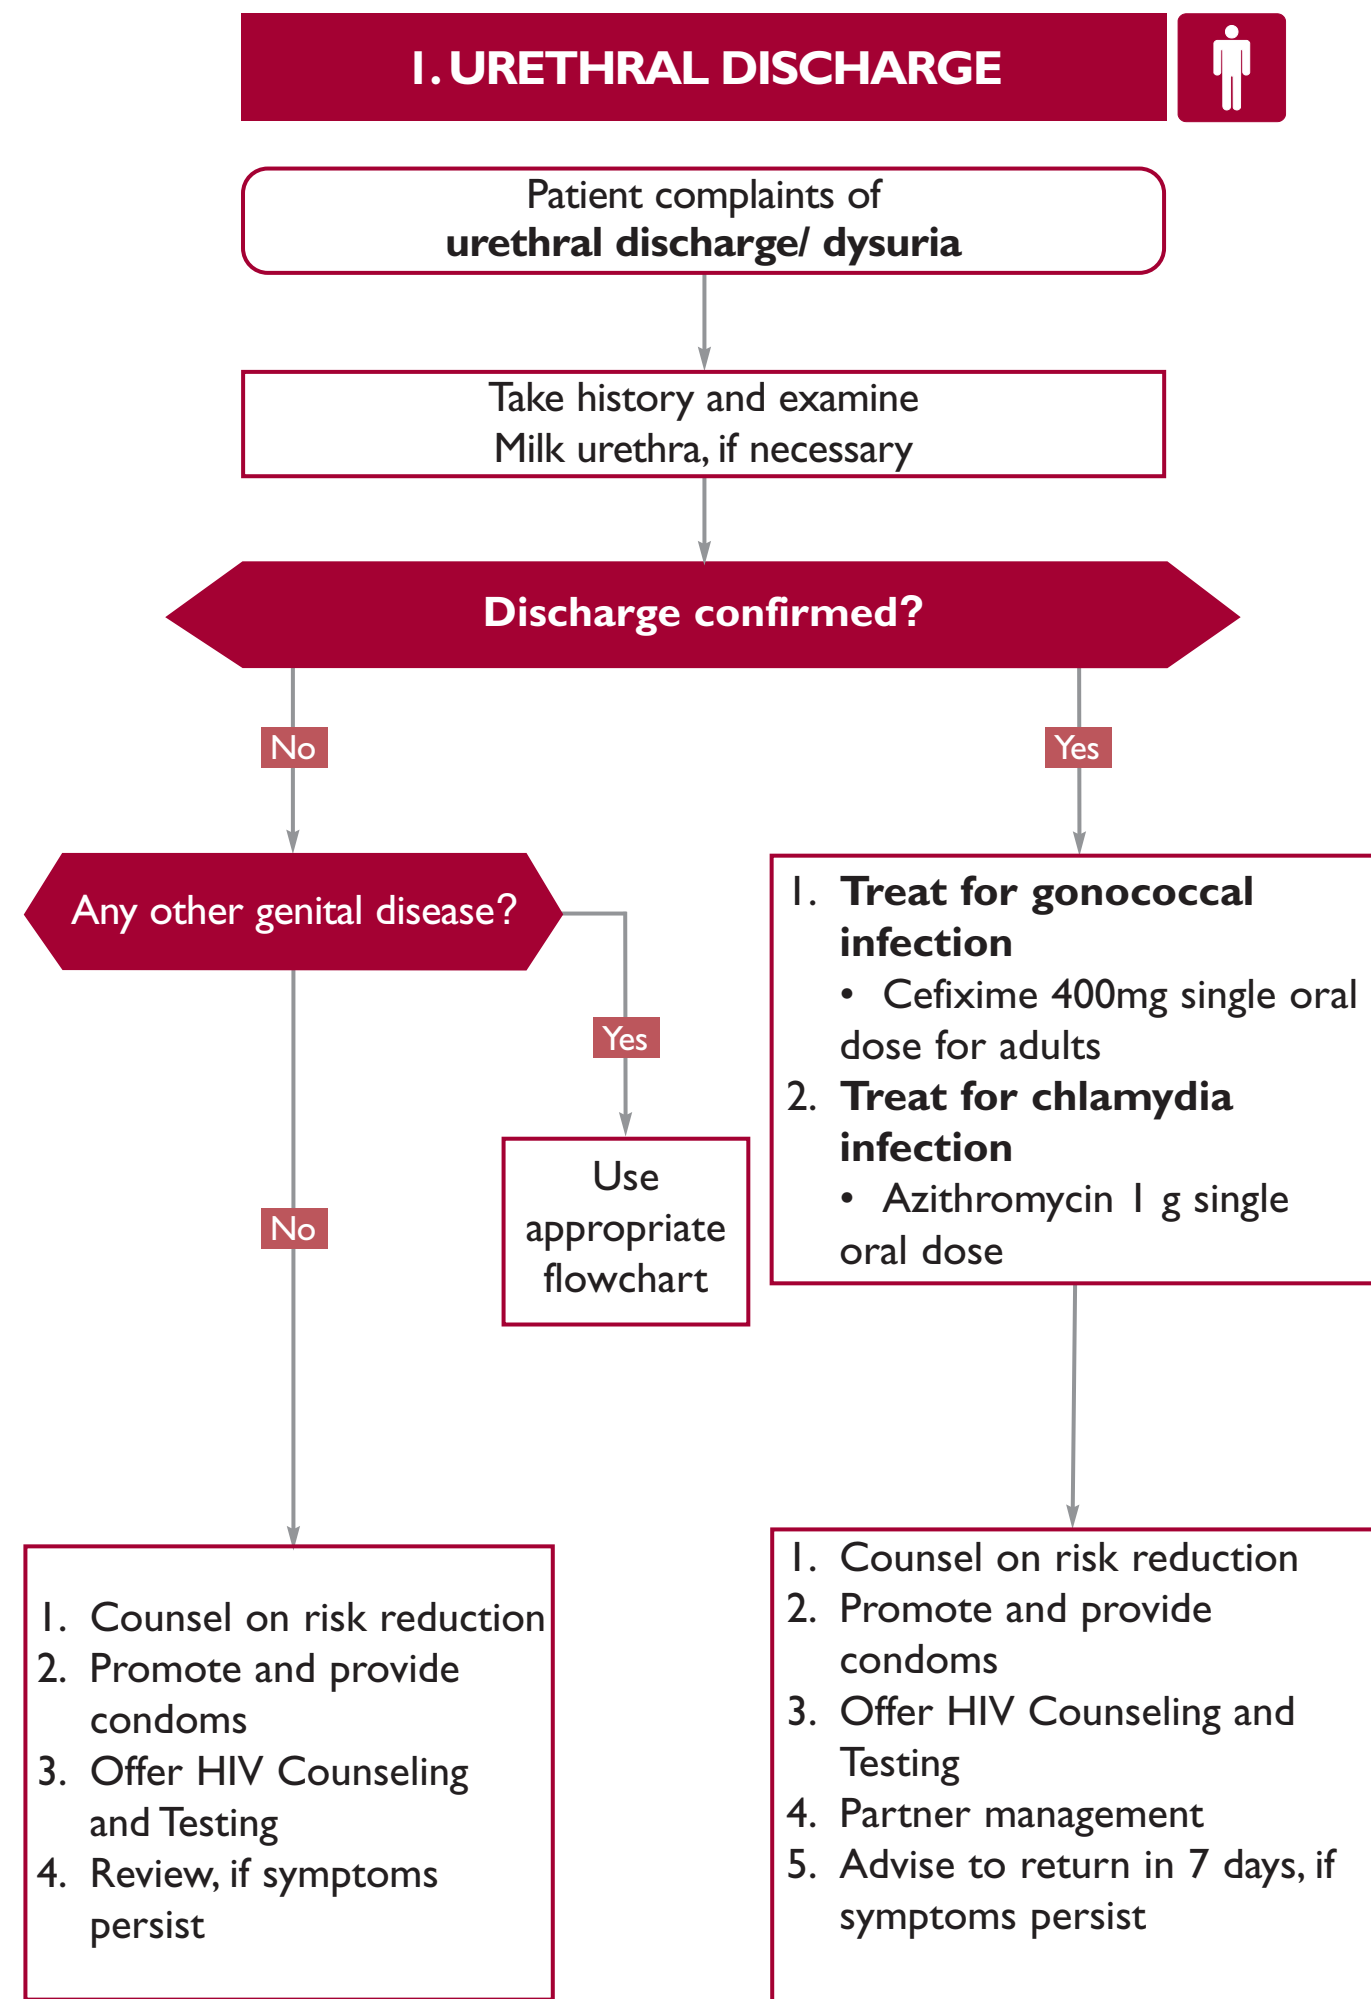 1. URETHRAL DISCHARGE
Patient complaints of
urethral discharge/ dysuria
Take history and examine
Milk urethra, if necessary
Discharge confirmed?
No
Yes
Any other genital disease?
Yes
No
Use
appropriate
flowchart
1. Treat for gonococcal
infection
• Cefixime 400mg single oral
dose for adults
2. Treat for chlamydia
infection
• Azithromycin 1 g single
oral dose
1. Counsel on risk reduction
2. Promote and provide
condoms
3. Offer HIV Counseling
and Testing
4. Review, if symptoms
persist
1. Counsel on risk reduction
2. Promote and provide
condoms
3. Offer HIV Counseling and
Testing
4. Partner management
5. Advise to return in 7 days, if
symptoms persist